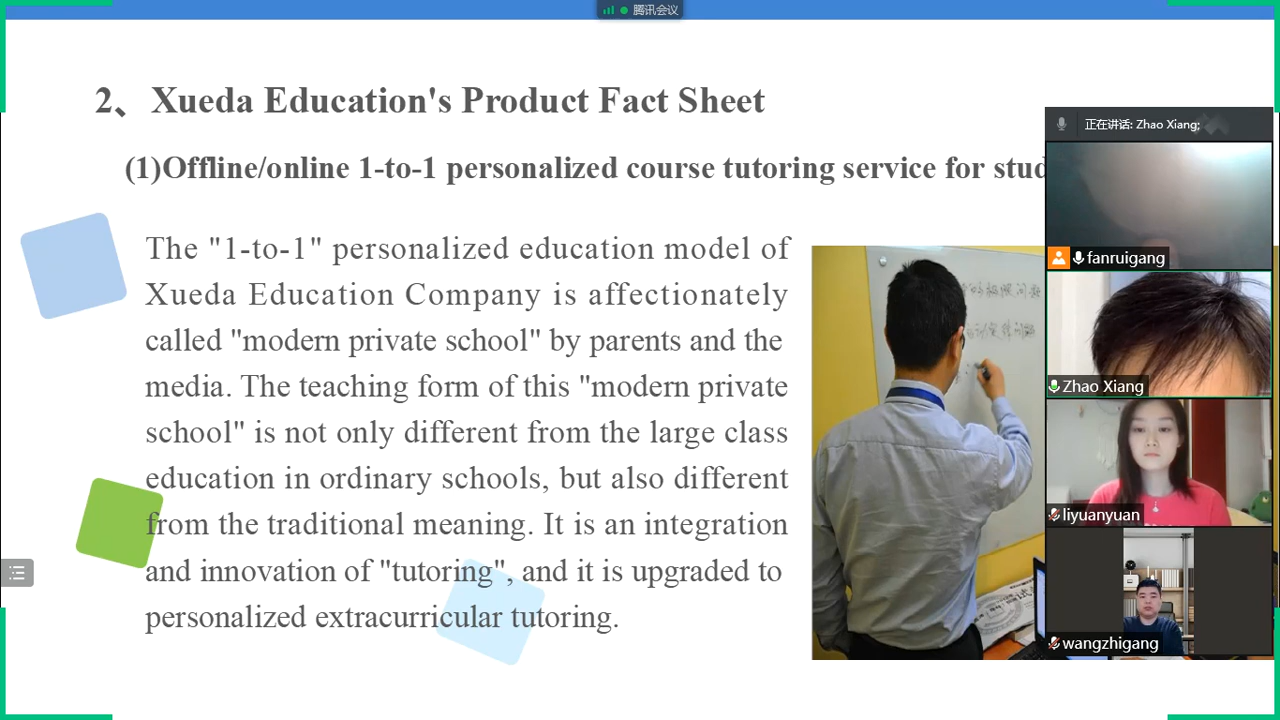 腾讯会议
2、Xueda Education's Product Fact Sheet
(1)Offline/online 1-to-1 personalized course tutoring service for stud
The "1-to-1" personalized education model of
Xueda Education Company is affectionately
called "modern private school" by parents and the
media. The teaching form of this "modern private
school" is not only different from the large class
education in ordinary schools, but also different
from the traditional meaning. It is an integration
and innovation of "tutoring", and it is upgraded to
personalized extracurricular tutoring.
正在讲话: Zhao Xiang;
fanruigang
Zhao Xiang
liyuanyuan
wangzhigang